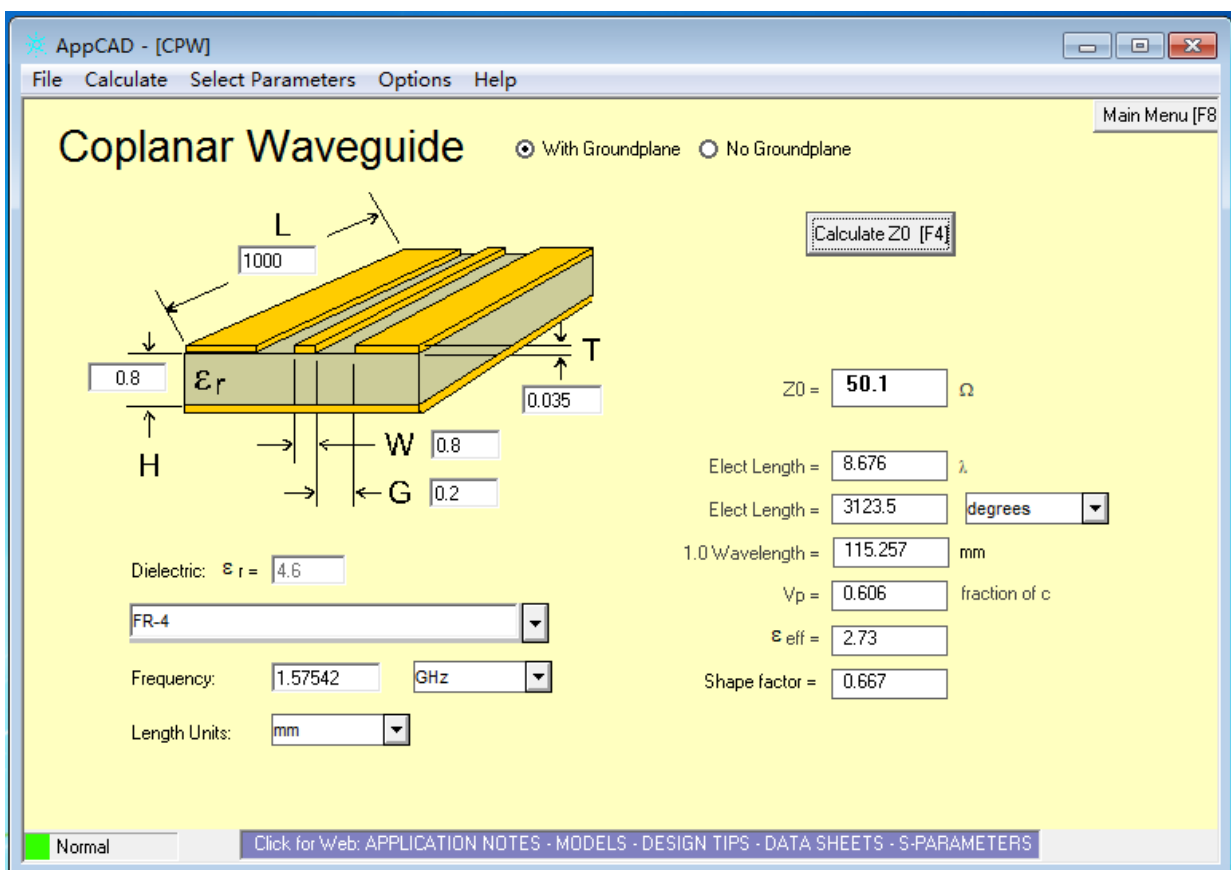 AppCAD - [CPW]
File Calculate Select Parameters Options Help
Main Menu [F8
Coplanar Waveguide
With Groundplane
No Groundplane
Calculate Z0 [F4]
L
1000
0.8
εr
T
0.035
H
W 0.8
G 0.2
Z0 = 50.1 Ω
Elect Length = 8.676 λ
Elect Length = 3123.5 degrees
1.0 Wavelength = 115.257 mm
Vp = 0.606 fraction of c
ε eff = 2.73
Shape factor = 0.667
Dielectric: ε r = 4.6
FR-4
Frequency: 1.57542 GHz
Length Units: mm
Normal
Click for Web: APPLICATION NOTES - MODELS - DESIGN TIPS - DATA SHEETS - S-PARAMETERS